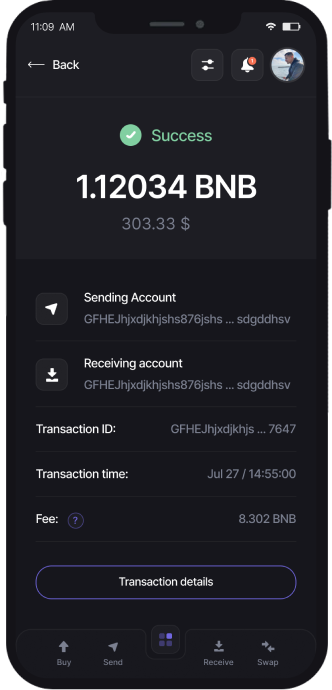 11:09 AM
Back
1
Success
1.12034 BNB
303.33 $
Sending Account
GFHEJhjxdjkhjshs876jshs ... sdgddhsv
Receiving account
GFHEJhjxdjkhjshs876jshs ... sdgddhsv
Transaction ID: GFHEJhjxdjkhjs ... 7647
Transaction time: Jul 27 / 14:55:00
Fee: ? 8.302 BNB
Transaction details
Buy Send Receive Swap